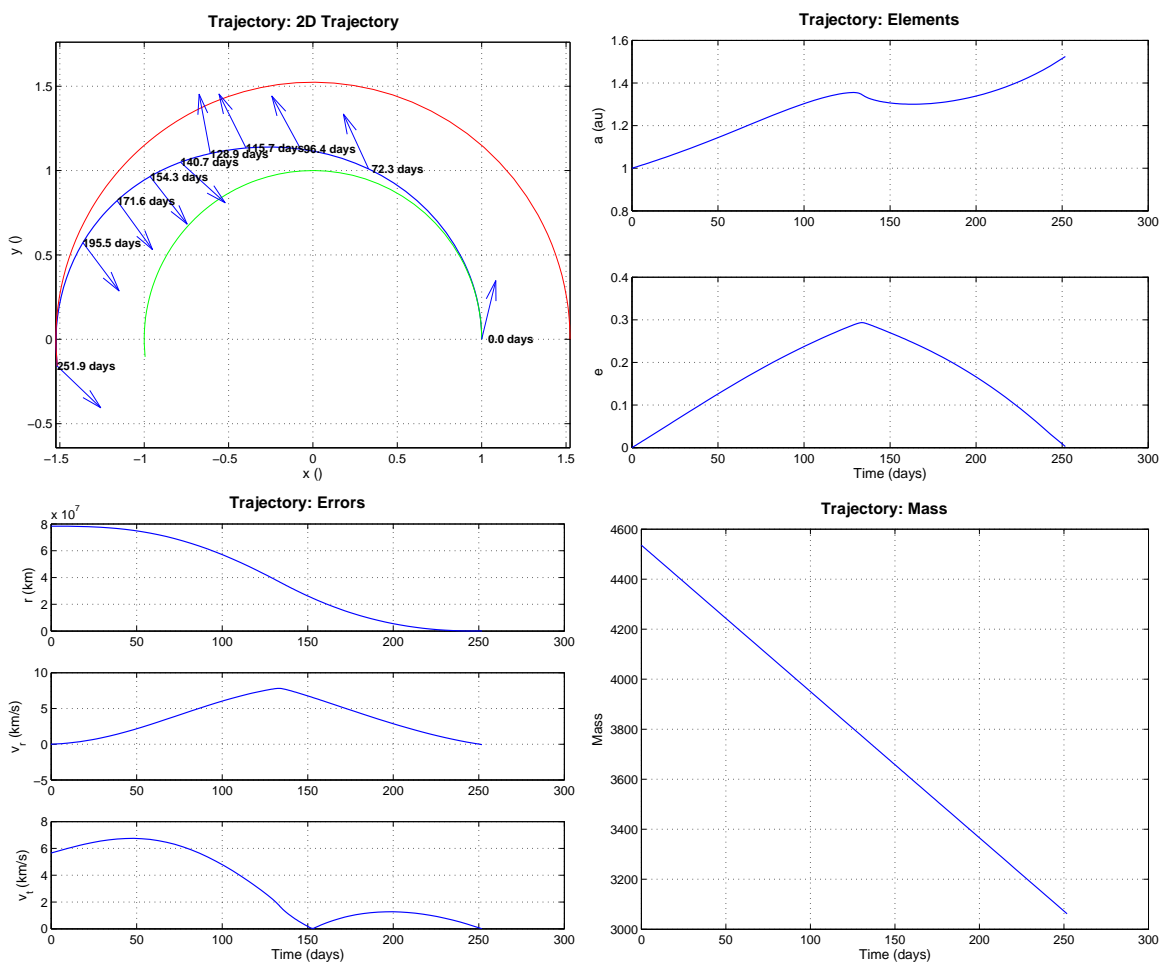 Trajectory: 2D Trajectory
1.5
1
0.5
0
−0.5
y ()
−1.5
−1
−0.5
0
0.5
1
1.5
x ()
128.9 days
115.7 days
96.4 days
140.7 days
72.3 days
154.3 days
171.6 days
195.5 days
0.0 days
251.9 days
Trajectory: Elements
1.6
1.4
1.2
1
0.8
a (au)
0 50 100 150 200 250 300
0.4
0.3
0.2
0.1
0
e
0 50 100 150 200 250 300
Time (days)
Trajectory: Errors
x 10^7
8
6
4
2
0
r (km)
0 50 100 150 200 250 300
10
5
0
−5
v_r (km/s)
0 50 100 150 200 250 300
8
6
4
2
0
v_t (km/s)
0 50 100 150 200 250 300
Time (days)
Trajectory: Mass
4600
4400
4200
4000
3800
3600
3400
3200
3000
Mass
0 50 100 150 200 250 300
Time (days)